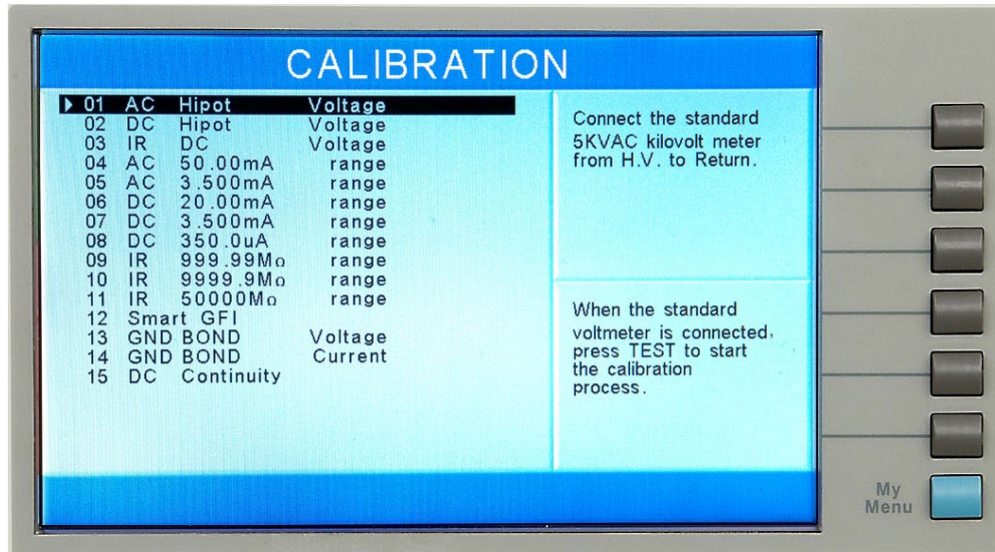 CALIBRATION
01 AC Hipot Voltage
02 DC Hipot Voltage
03 IR DC Voltage
04 AC 50.00mA range
05 AC 3.500mA range
06 DC 20.00mA range
07 DC 3.500mA range
08 DC 350.0uA range
09 IR 999.99MΩ range
10 IR 9999.9MΩ range
11 IR 50000MΩ range
12 Smart GFI
13 GND BOND Voltage
14 GND BOND Current
15 DC Continuity
Connect the standard
5KVAC kilovolt meter
from H.V. to Return.
When the standard
voltmeter is connected,
press TEST to start
the calibration
process.
My
Menu